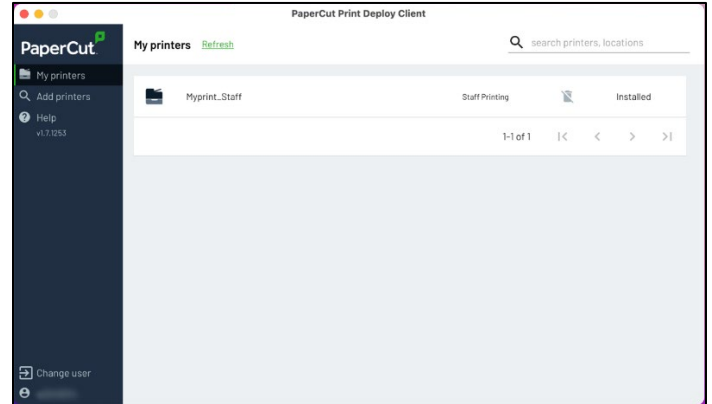 PaperCut Print Deploy Client
PaperCut
My printers Refresh
search printers, locations
My printers
Add printers
Help
v1.7.1253
Myprint_Staff Staff Printing Installed
1-1 of 1
Change user